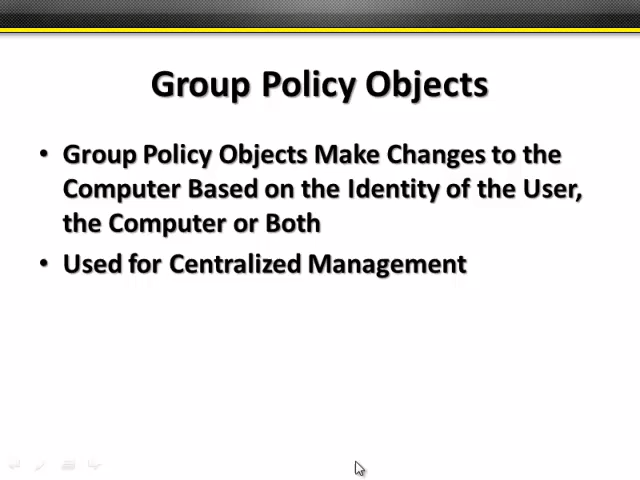 Group Policy Objects
• Group Policy Objects Make Changes to the
Computer Based on the Identity of the User,
the Computer or Both
• Used for Centralized Management